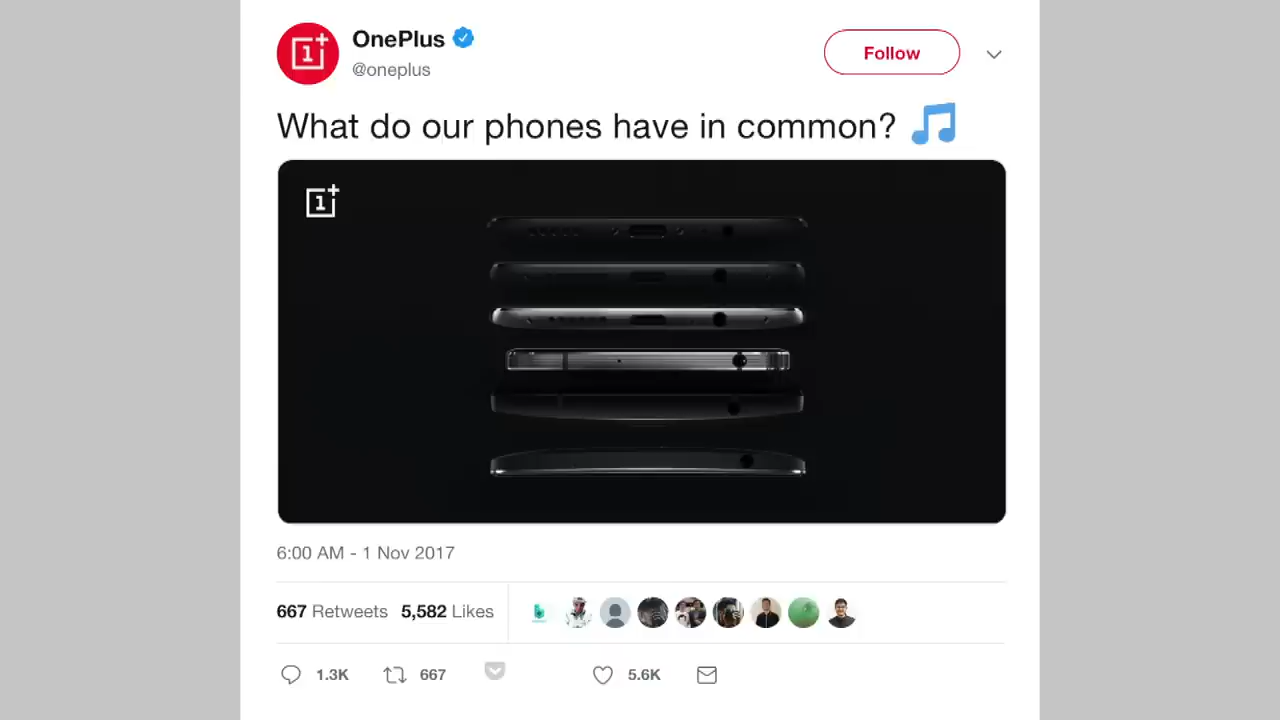 OnePlus
@oneplus
Follow
What do our phones have in common?
6:00 AM - 1 Nov 2017
667 Retweets 5,582 Likes
1.3K 667 5.6K